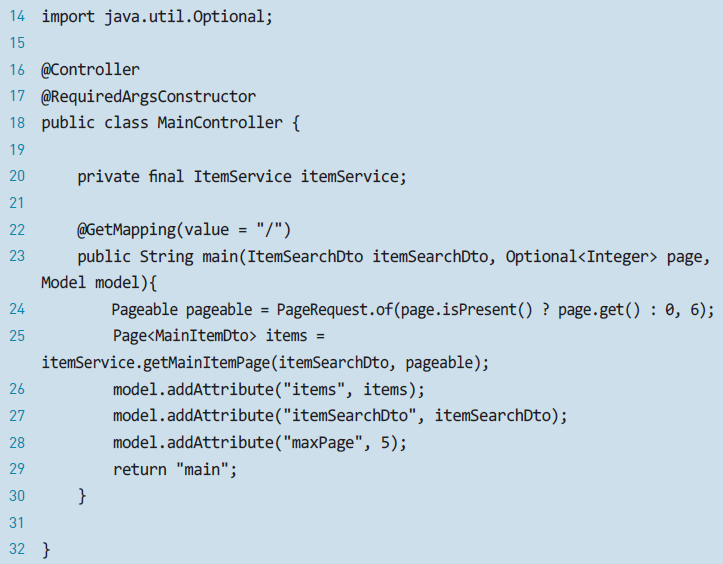 14 import java.util.Optional;
15
16 @Controller
17 @RequiredArgsConstructor
18 public class MainController {
19
20     private final ItemService itemService;
21
22     @GetMapping(value = "/")
23     public String main(ItemSearchDto itemSearchDto, Optional<Integer> page,
Model model){
24         Pageable pageable = PageRequest.of(page.isPresent() ? page.get() : 0, 6);
25         Page<MainItemDto> items =
itemService.getMainItemPage(itemSearchDto, pageable);
26         model.addAttribute("items", items);
27         model.addAttribute("itemSearchDto", itemSearchDto);
28         model.addAttribute("maxPage", 5);
29         return "main";
30     }
31
32 }